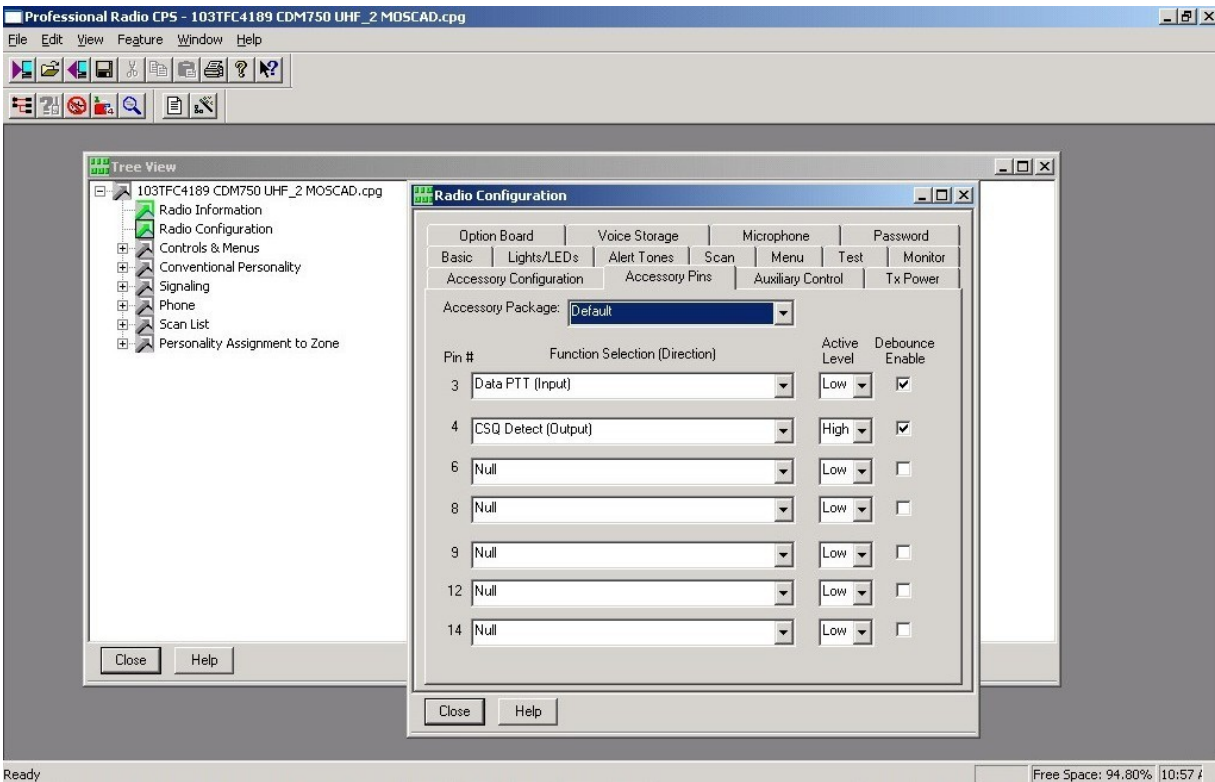 Professional Radio CPS - 103TFC4189 CDM750 UHF_2 MOSCAD.cpg
File Edit View Feature Window Help
Tree View
103TFC4189 CDM750 UHF_2 MOSCAD.cpg
Radio Information
Radio Configuration
Controls & Menus
Conventional Personality
Signaling
Phone
Scan List
Personality Assignment to Zone
Close Help
Radio Configuration
Option Board Voice Storage Microphone Password
Basic Lights/LEDs Alert Tones Scan Menu Test Monitor
Accessory Configuration Accessory Pins Auxiliary Control Tx Power
Accessory Package: Default
Pin # Function Selection (Direction) Active Level Debounce Enable
3 Data PTT (Input) Low
4 CSQ Detect (Output) High
6 Null Low
8 Null Low
9 Null Low
12 Null Low
14 Null Low
Close Help
Ready Free Space: 94.80% 10:57